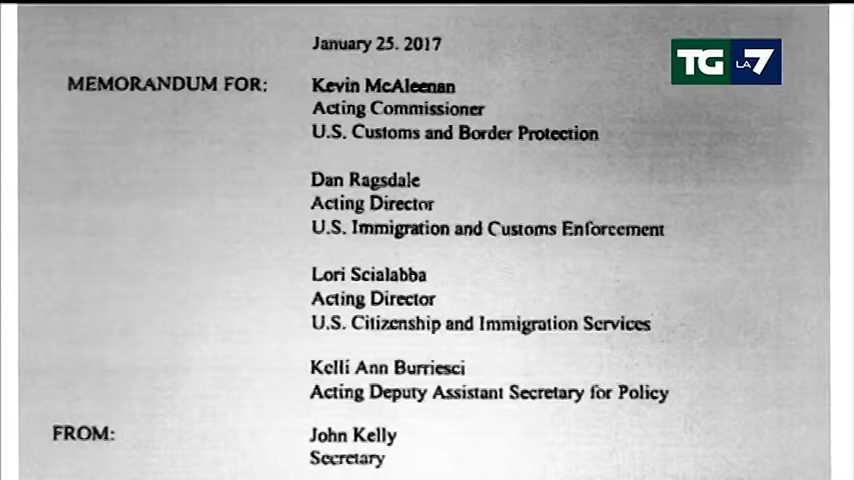 January 25. 2017
TG LA7
MEMORANDUM FOR: Kevin McAleenan
Acting Commissioner
U.S. Customs and Border Protection
Dan Ragsdale
Acting Director
U.S. Immigration and Customs Enforcement
Lori Scialabba
Acting Director
U.S. Citizenship and Immigration Services
Kelli Ann Burriesci
Acting Deputy Assistant Secretary for Policy
FROM: John Kelly
Secretary